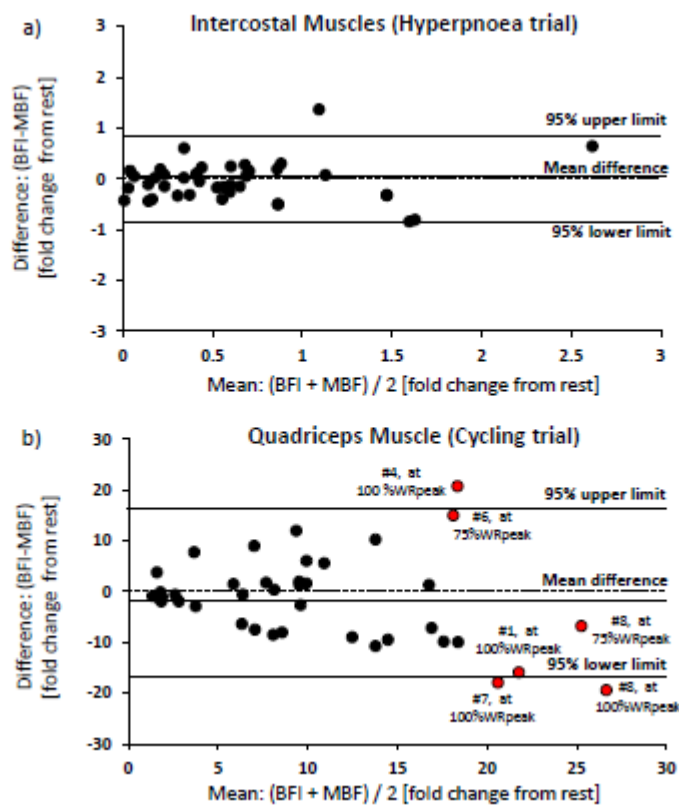 a) Intercostal Muscles (Hyperpnoea trial)
Difference: (BFI-MBF)
[fold change from rest]
3
2
1
0
-1
-2
-3
95% upper limit
Mean difference
95% lower limit
0 0.5 1 1.5 2 2.5 3
Mean: (BFI + MBF) / 2 [fold change from rest]
b) Quadriceps Muscle (Cycling trial)
Difference: (BFI-MBF)
[fold change from rest]
30
20
10
0
-10
-20
-30
#4, at
100 %WRpeak
95% upper limit
#6, at
75%WRpeak
Mean difference
#1, at
100%WRpeak
#8, at
75%WRpeak
95% lower limit
#7, at
100%WRpeak
#8, at
100%WRpeak
0 5 10 15 20 25 30
Mean: (BFI + MBF) / 2 [fold change from rest]